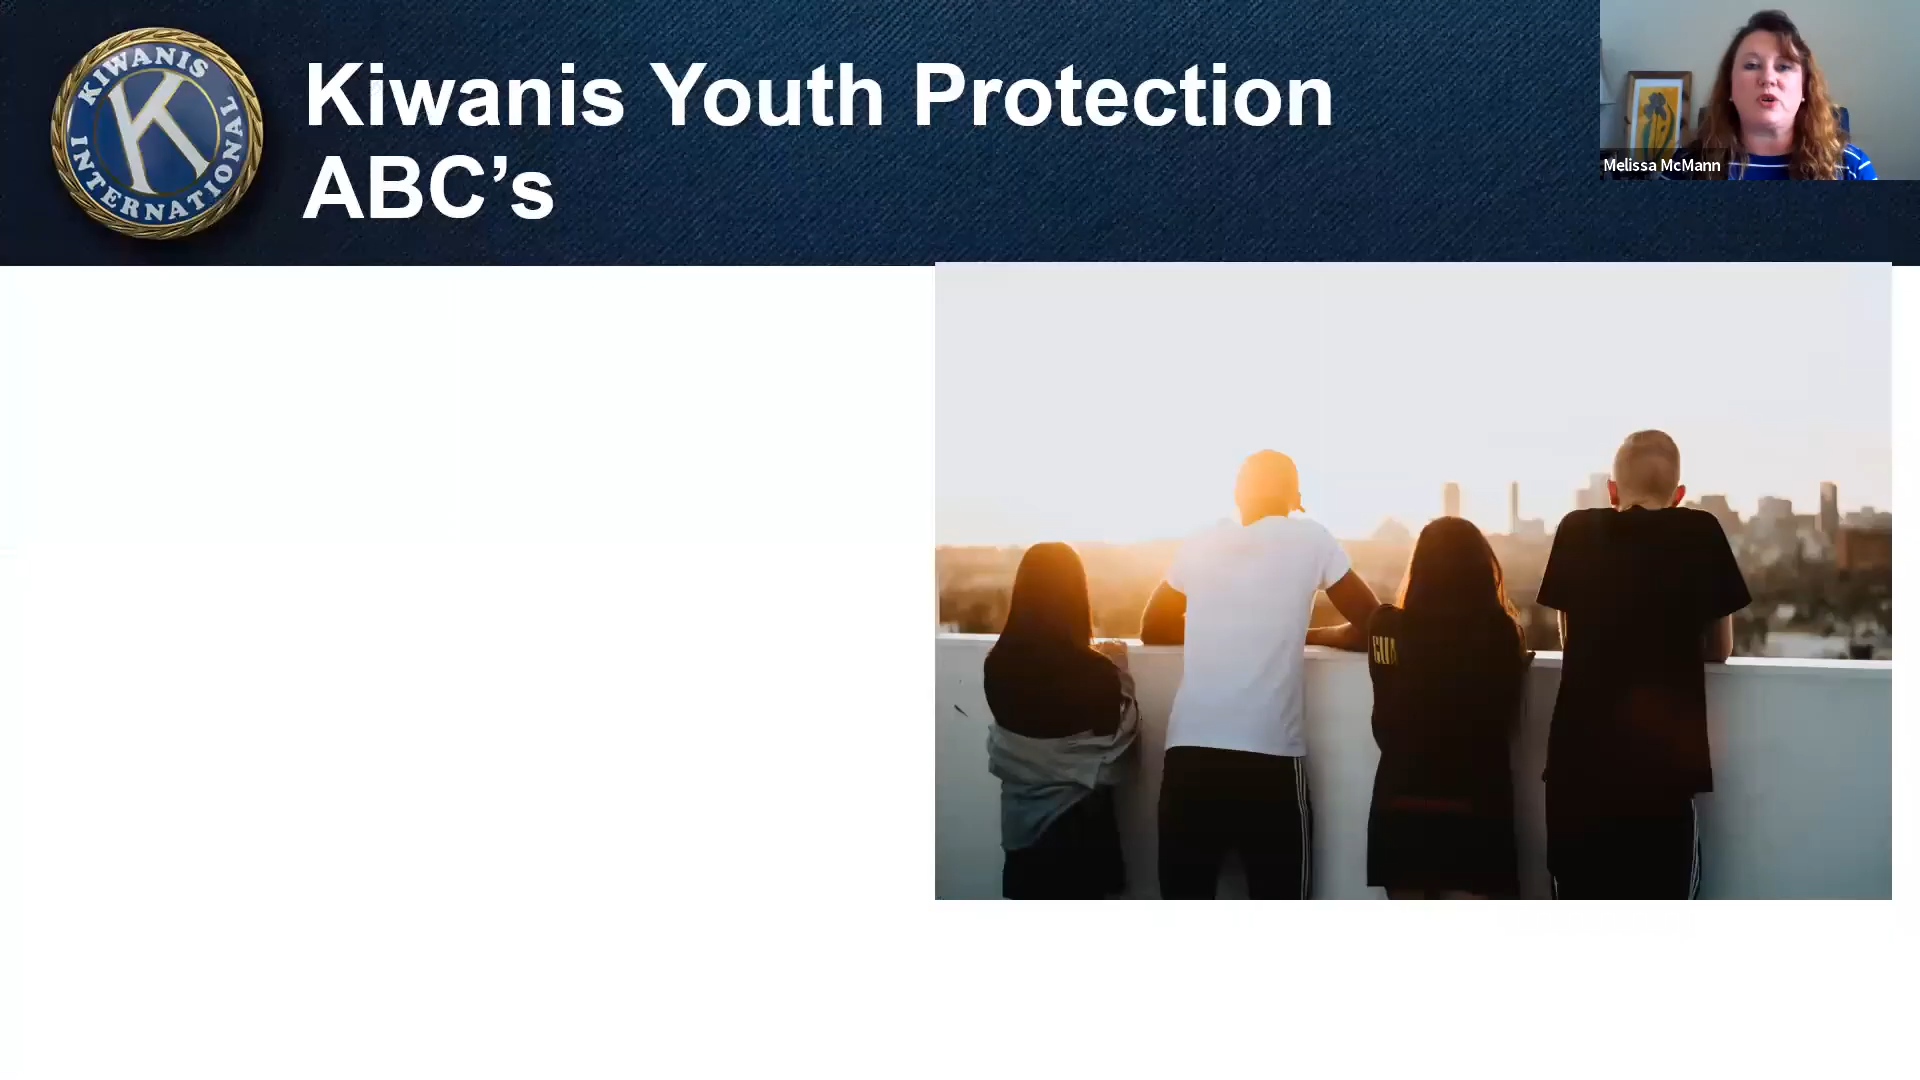 KIWANIS
INTERNATIONAL
K
Kiwanis Youth Protection
ABC’s
Melissa McMann